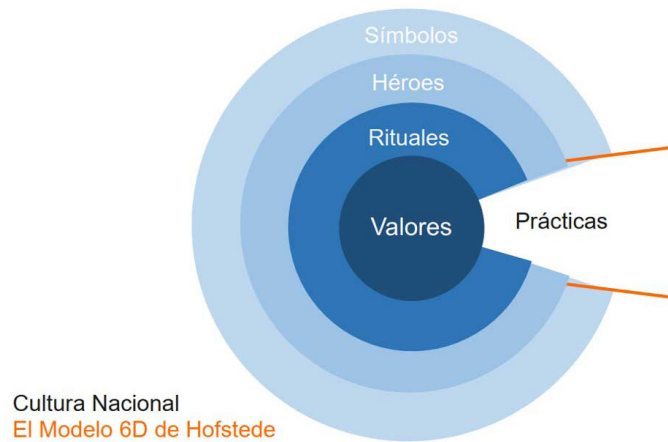 Símbolos
Héroes
Rituales
Valores
Prácticas
Cultura Nacional
El Modelo 6D de Hofstede